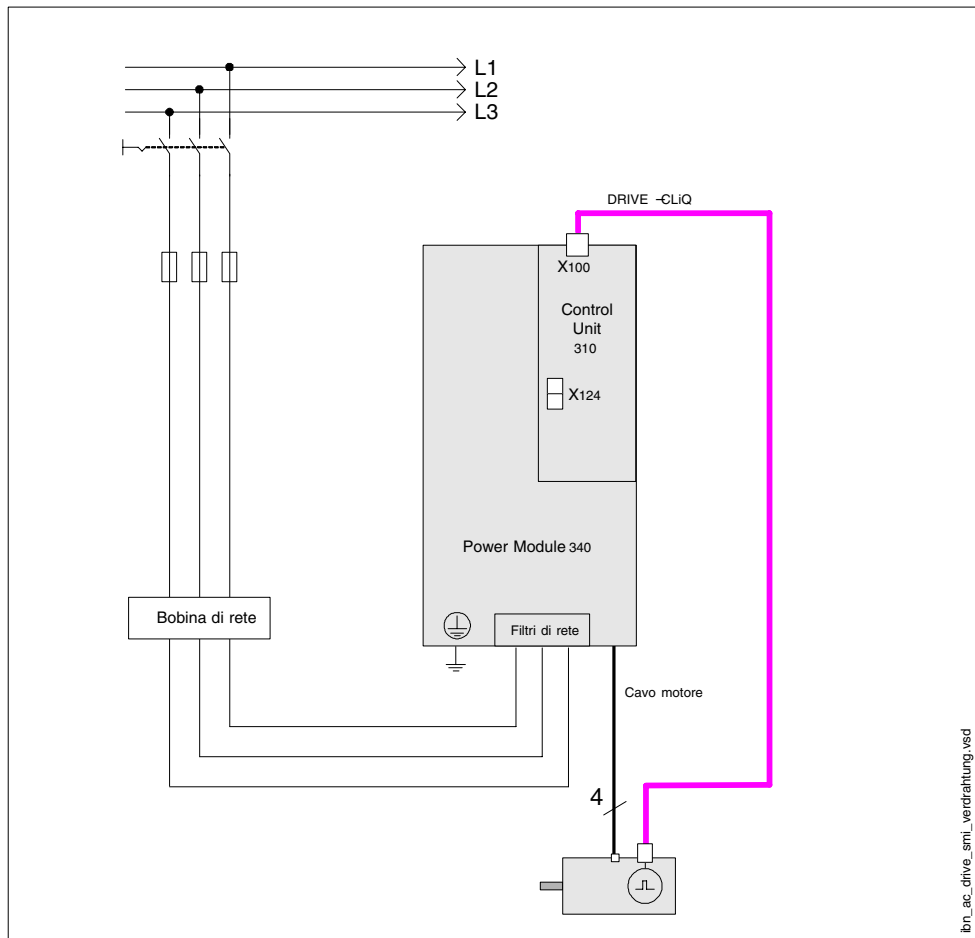 L1
L2
L3
DRIVE -CLiQ
X100
Control
Unit
310
X124
Power Module 340
Bobina di rete
Filtri di rete
Cavo motore
4
ibn_ac_drive_smi_verdrahtung.vsd